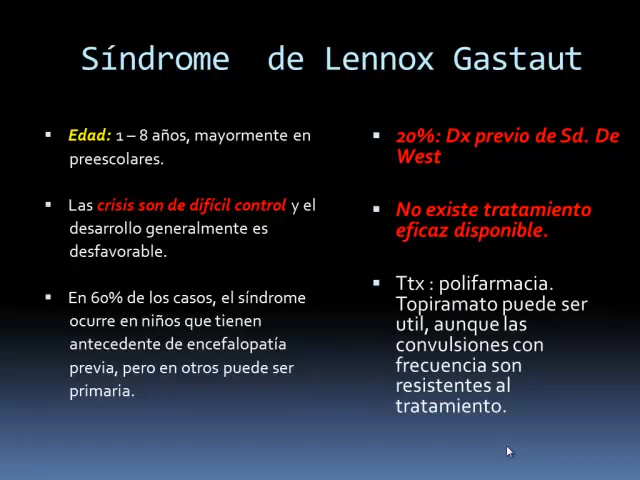 Síndrome de Lennox Gastaut
Edad: 1 – 8 años, mayormente en
preescolares.
Las crisis son de difícil control y el
desarrollo generalmente es
desfavorable.
En 60% de los casos, el síndrome
ocurre en niños que tienen
antecedente de encefalopatía
previa, pero en otros puede ser
primaria.
20%: Dx previo de Sd. De
West
No existe tratamiento
eficaz disponible.
Ttx : polifarmacia.
Topiramato puede ser
util, aunque las
convulsiones con
frecuencia son
resistentes al
tratamiento.